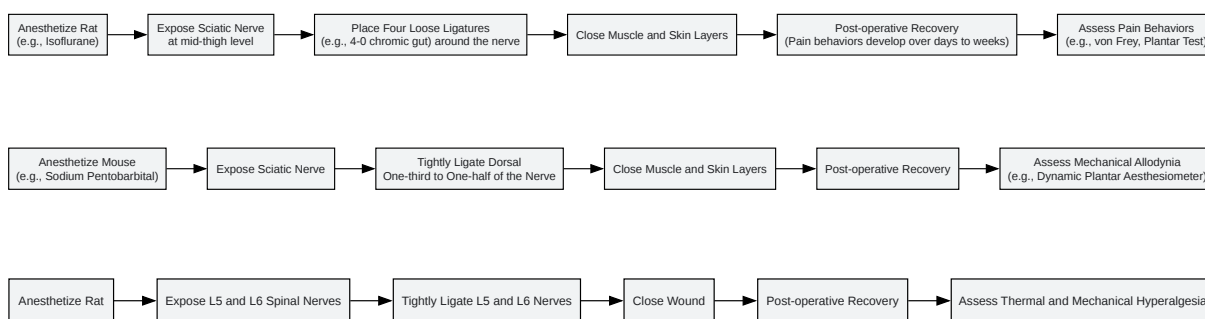 Anesthetize Rat
(e.g., Isoflurane)
Expose Sciatic Nerve
at mid-thigh level
Place Four Loose Ligatures
(e.g., 4-0 chromic gut) around the nerve
Close Muscle and Skin Layers
Post-operative Recovery
(Pain behaviors develop over days to weeks)
Assess Pain Behaviors
(e.g., von Frey, Plantar Test)
Anesthetize Mouse
(e.g., Sodium Pentobarbital)
Expose Sciatic Nerve
Tightly Ligate Dorsal
One-third to One-half of the Nerve
Close Muscle and Skin Layers
Post-operative Recovery
Assess Mechanical Allodynia
(e.g., Dynamic Plantar Aesthesiometer)
Anesthetize Rat
Expose L5 and L6 Spinal Nerves
Tightly Ligate L5 and L6 Nerves
Close Wound
Post-operative Recovery
Assess Thermal and Mechanical Hyperalgesia